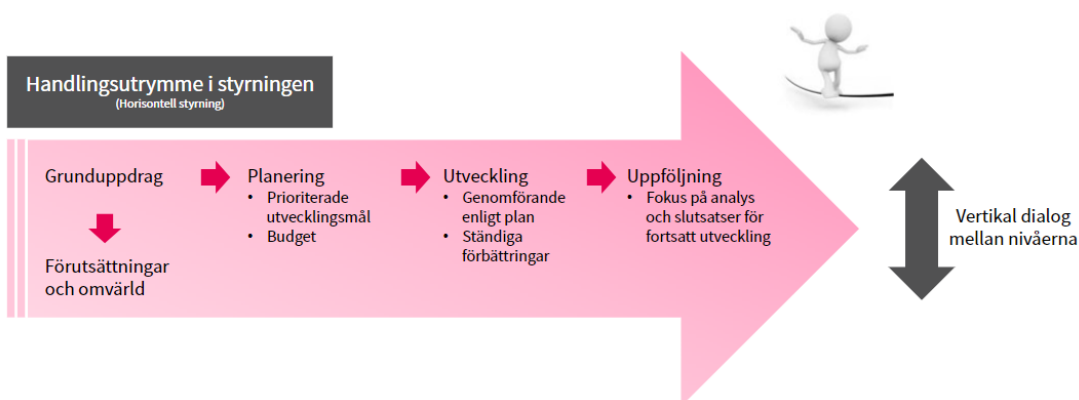 Handlingsutrymme i styrningen
(Horisontell styrning)
Grunduppdrag
Förutsättningar
och omvärld
Planering
• Prioriterade
utvecklingsmål
• Budget
Utveckling
• Genomförande
enligt plan
• Ständiga
förbättringar
Uppföljning
• Fokus på analys
och slutsatser för
fortsatt utveckling
Vertikal dialog
mellan nivåerna